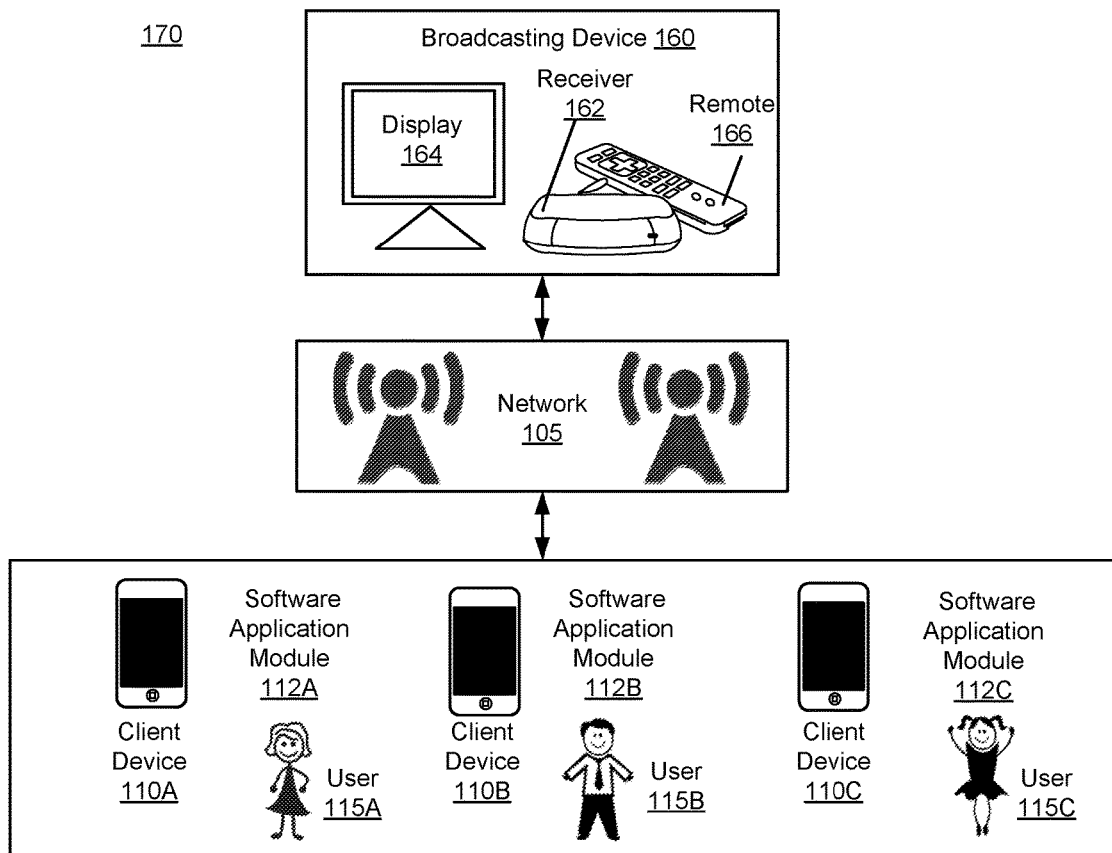 170
Broadcasting Device 160
Receiver
162
Remote
166
Display
164
Network
105
Software
Application
Module
112A
Client
Device
110A
User
115A
Software
Application
Module
112B
Client
Device
110B
User
115B
Software
Application
Module
112C
Client
Device
110C
User
115C